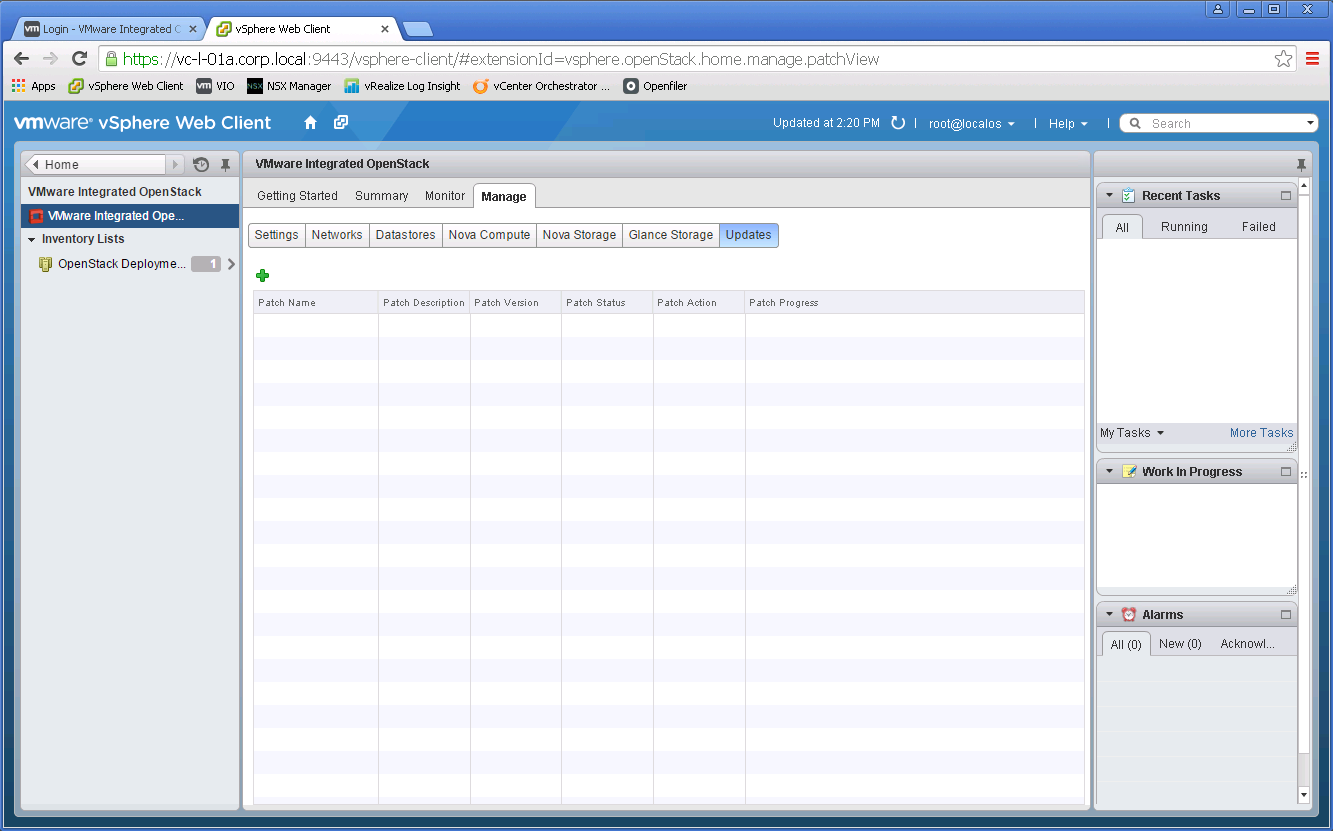 Login - VMware Integrated C
vSphere Web Client
https://vc-l-01a.corp.local:9443/vsphere-client/#extensionId=vsphere.openStack.home.manage.patchView
Apps vSphere Web Client vm VIO NSX NSX Manager vRealize Log Insight vCenter Orchestrator ... Openfiler
vmware® vSphere Web Client Updated at 2:20 PM root@localos Help Search
Home
VMware Integrated OpenStack
VMware Integrated Ope...
Inventory Lists
OpenStack Deployme... 1
VMware Integrated OpenStack
Getting Started Summary Monitor Manage
Settings Networks Datastores Nova Compute Nova Storage Glance Storage Updates
Patch Name Patch Description Patch Version Patch Status Patch Action Patch Progress
Recent Tasks
All Running Failed
My Tasks More Tasks
Work In Progress
Alarms
All (0) New (0) Acknowl...